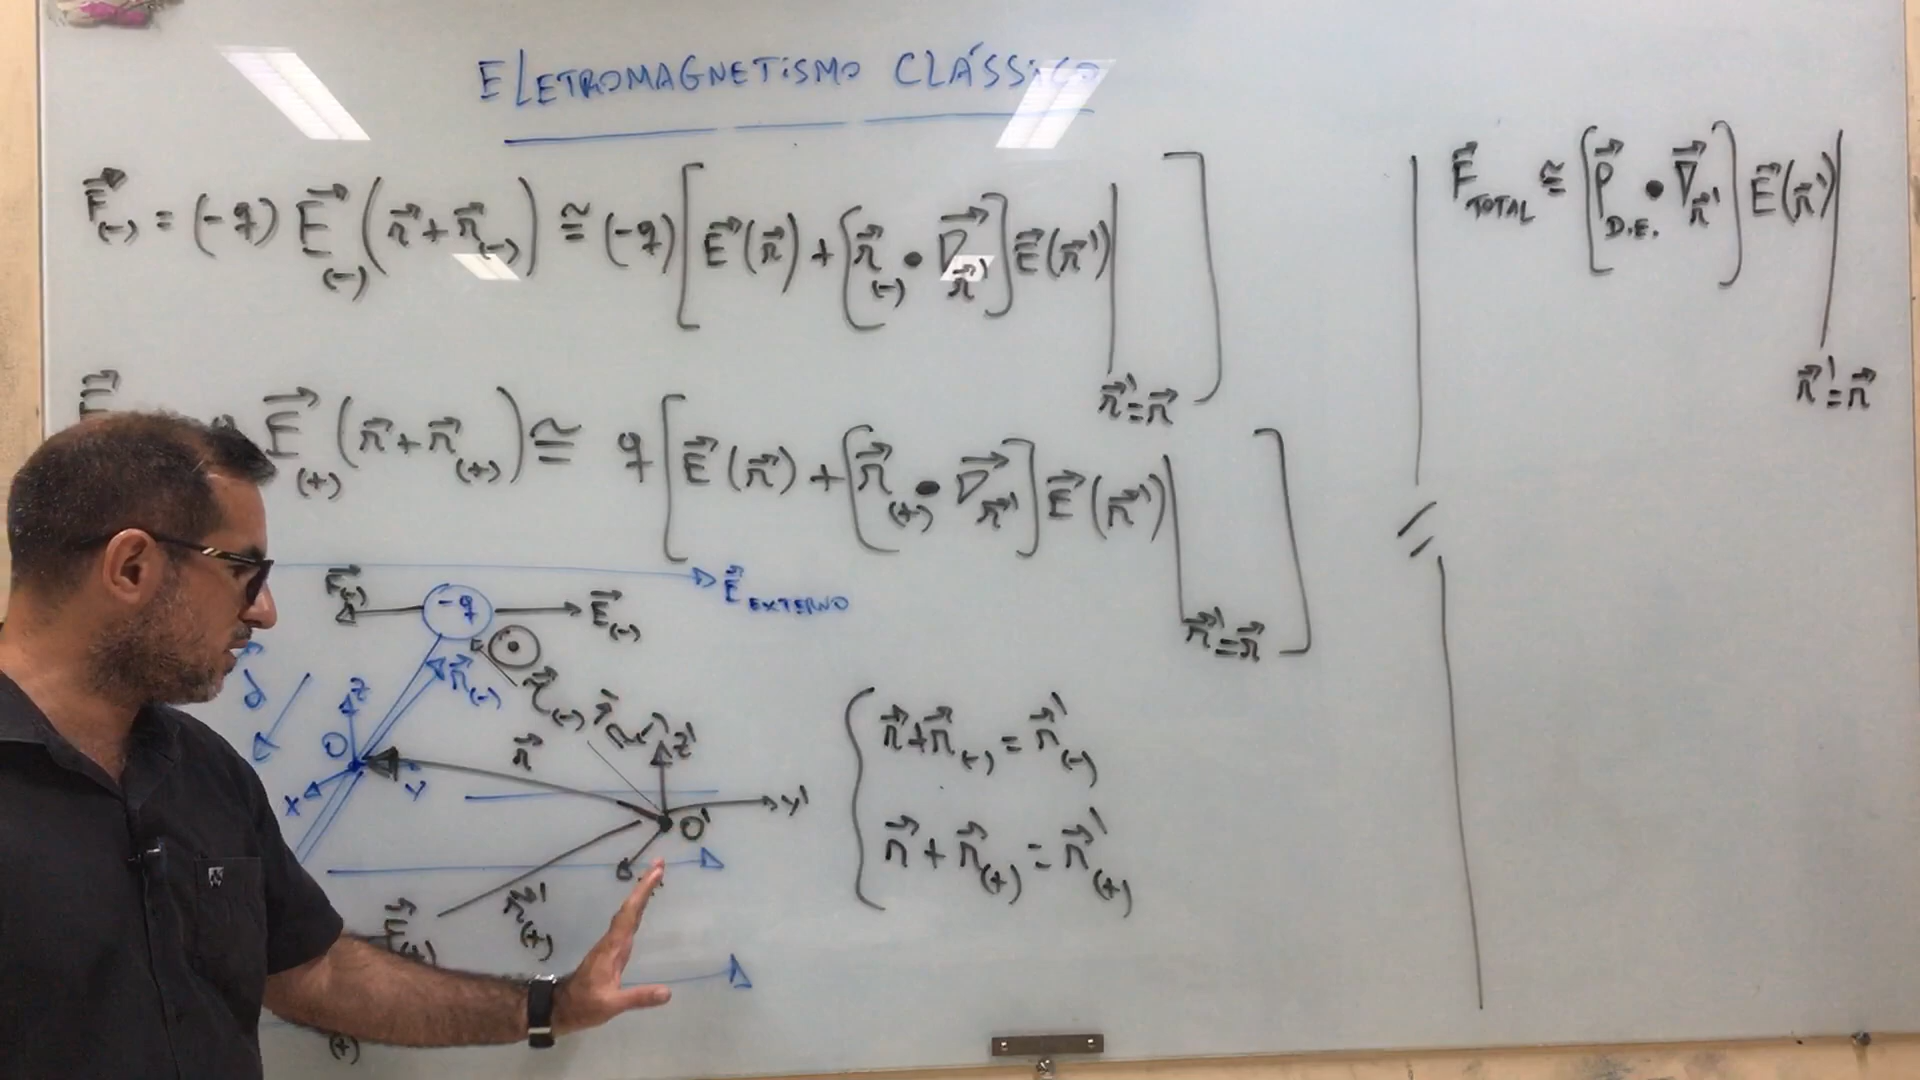 ELETROMAGNETISMO CLÁSSICO
F⃗(-) = (-q) E⃗(-) (r⃗ + r⃗(-)) ≅ (-q) [ E⃗(r⃗) + [ r⃗(-) • ∇⃗r⃗' ] E⃗(r⃗') | r⃗' = r⃗ ]
E⃗(+) (r⃗ + r⃗(+)) ≅ q [ E⃗(r⃗) + [ r⃗(+) • ∇⃗r⃗' ] E⃗(r⃗') | r⃗' = r⃗ ]
F⃗TOTAL ≅ [ P⃗D.E. • ∇⃗r⃗' ] E⃗(r⃗') | r⃗' = r⃗
E⃗ EXTERNO
F⃗(-)
-q
E⃗(-)
r⃗(-)
d
Z
O
X
Y
r⃗
Z'
Y'
O'
r⃗'(+)
(+)
r⃗ + r⃗(-) = r⃗'(-)
r⃗ + r⃗(+) = r⃗'(+)